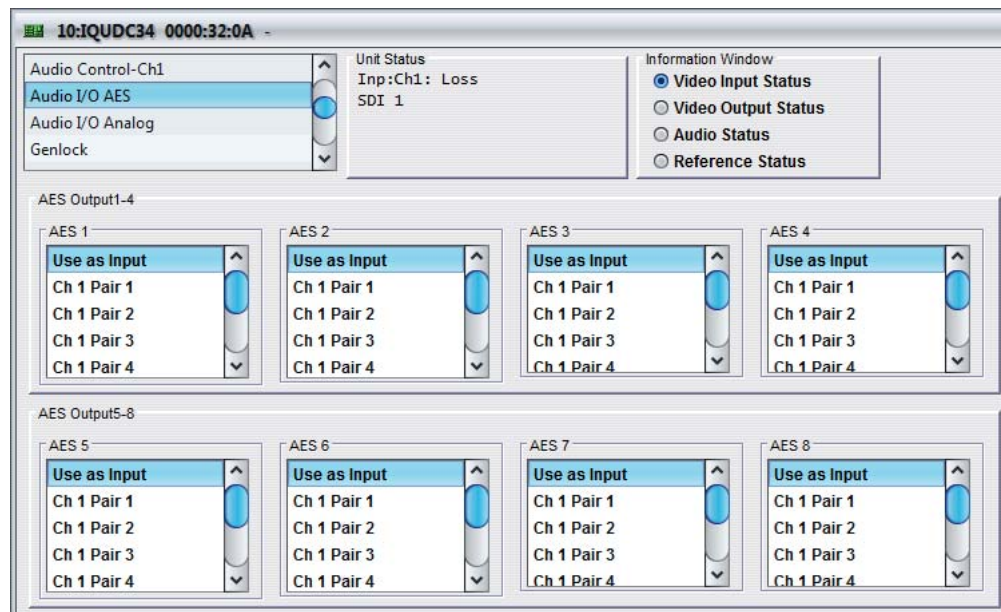 10:IQUDC34 0000:32:0A -
Audio Control-Ch1
Audio I/O AES
Audio I/O Analog
Genlock
Unit Status
Inp:Ch1: Loss
SDI 1
Information Window
Video Input Status
Video Output Status
Audio Status
Reference Status
AES Output1-4
AES 1
Use as Input
Ch 1 Pair 1
Ch 1 Pair 2
Ch 1 Pair 3
Ch 1 Pair 4
AES 2
Use as Input
Ch 1 Pair 1
Ch 1 Pair 2
Ch 1 Pair 3
Ch 1 Pair 4
AES 3
Use as Input
Ch 1 Pair 1
Ch 1 Pair 2
Ch 1 Pair 3
Ch 1 Pair 4
AES 4
Use as Input
Ch 1 Pair 1
Ch 1 Pair 2
Ch 1 Pair 3
Ch 1 Pair 4
AES Output5-8
AES 5
Use as Input
Ch 1 Pair 1
Ch 1 Pair 2
Ch 1 Pair 3
Ch 1 Pair 4
AES 6
Use as Input
Ch 1 Pair 1
Ch 1 Pair 2
Ch 1 Pair 3
Ch 1 Pair 4
AES 7
Use as Input
Ch 1 Pair 1
Ch 1 Pair 2
Ch 1 Pair 3
Ch 1 Pair 4
AES 8
Use as Input
Ch 1 Pair 1
Ch 1 Pair 2
Ch 1 Pair 3
Ch 1 Pair 4